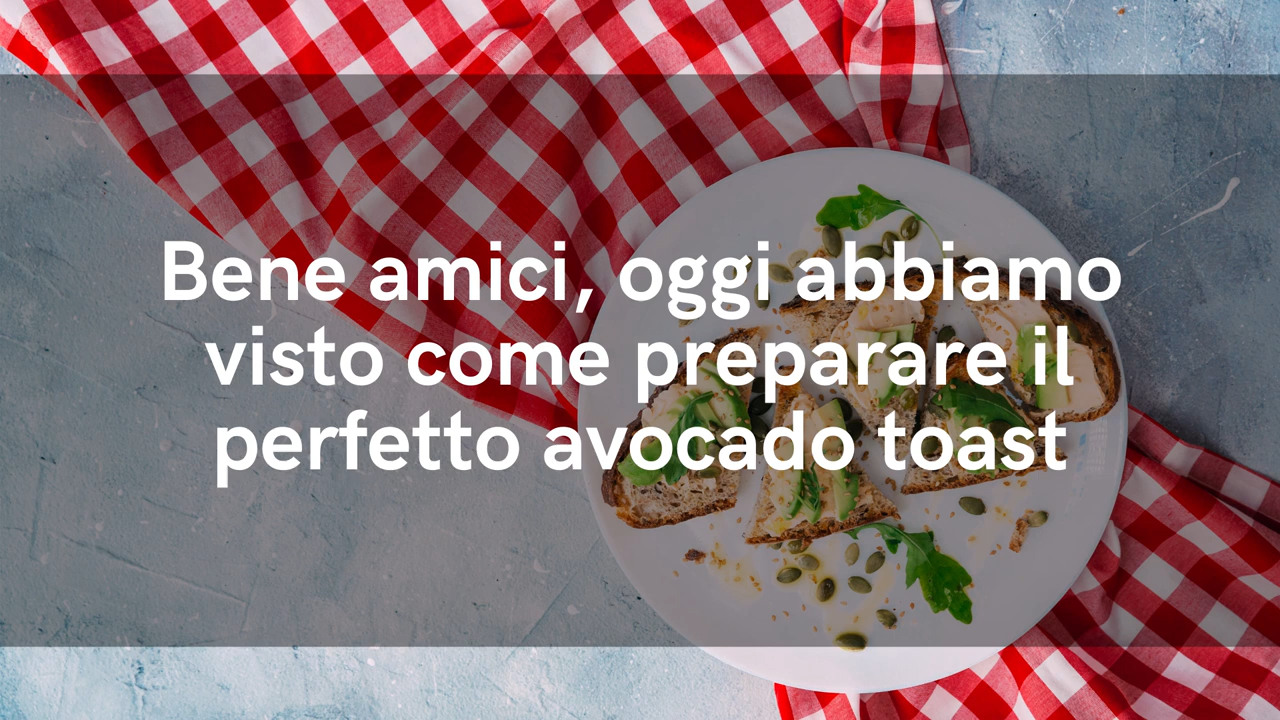 Bene amici, oggi abbiamo
visto come preparare il
perfetto avocado toast